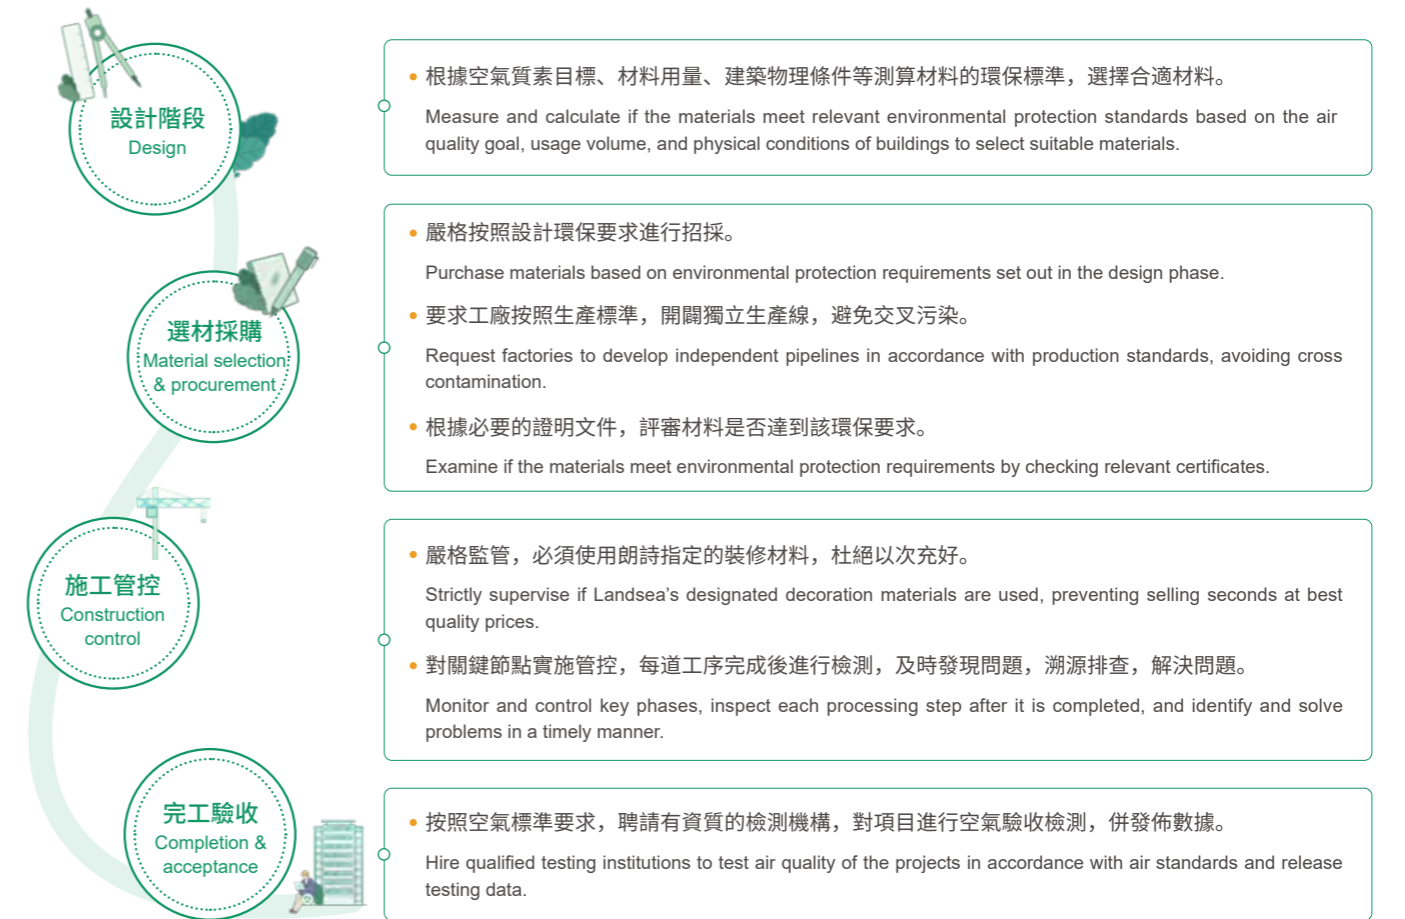 設計階段
Design
根據空氣質素目標、材料用量、建築物理條件等測算材料的環保標準，選擇合適材料。
Measure and calculate if the materials meet relevant environmental protection standards based on the air
quality goal, usage volume, and physical conditions of buildings to select suitable materials.
選材採購
Material selection
& procurement
嚴格按照設計環保要求進行招採。
Purchase materials based on environmental protection requirements set out in the design phase.
要求工廠按照生產標準，開闢獨立生產線，避免交叉污染。
Request factories to develop independent pipelines in accordance with production standards, avoiding cross
contamination.
根據必要的證明文件，評審材料是否達到該環保要求。
Examine if the materials meet environmental protection requirements by checking relevant certificates.
施工管控
Construction
control
嚴格監管，必須使用朗詩指定的裝修材料，杜絕以次充好。
Strictly supervise if Landsea’s designated decoration materials are used, preventing selling seconds at best
quality prices.
對關鍵節點實施管控，每道工序完成後進行檢測，及時發現問題，溯源排查，解決問題。
Monitor and control key phases, inspect each processing step after it is completed, and identify and solve
problems in a timely manner.
完工驗收
Completion &
acceptance
按照空氣標準要求，聘請有資質的檢測機構，對項目進行空氣驗收檢測，併發佈數據。
Hire qualified testing institutions to test air quality of the projects in accordance with air standards and release
testing data.